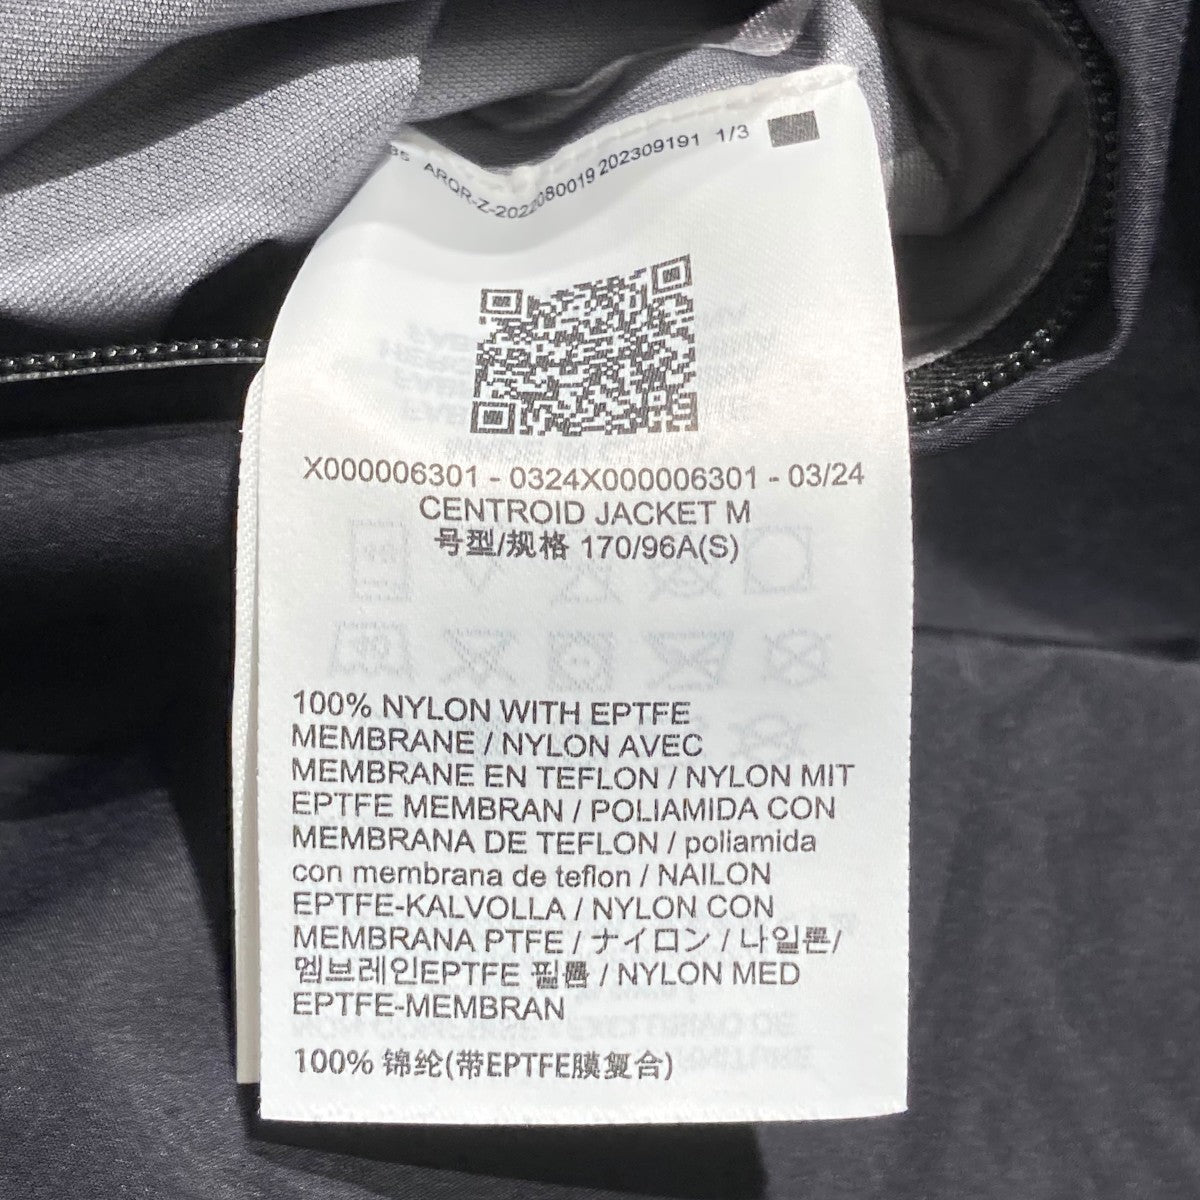 ARQR-Z-2022080019 202309191 1/3
X000006301 - 0324X000006301 - 03/24
CENTROID JACKET M
号型/规格 170/96A(S)
100% NYLON WITH EPTFE
MEMBRANE / NYLON AVEC
MEMBRANE EN TEFLON / NYLON MIT
EPTFE MEMBRAN / POLIAMIDA CON
MEMBRANA DE TEFLON / poliamida
con membrana de teflon / NAILON
EPTFE-KALVOLLA / NYLON CON
MEMBRANA PTFE / ナイロン / 나일론/
멤브레인EPTFE 필름 / NYLON MED
EPTFE-MEMBRAN
100% 锦纶(带EPTFE膜复合)